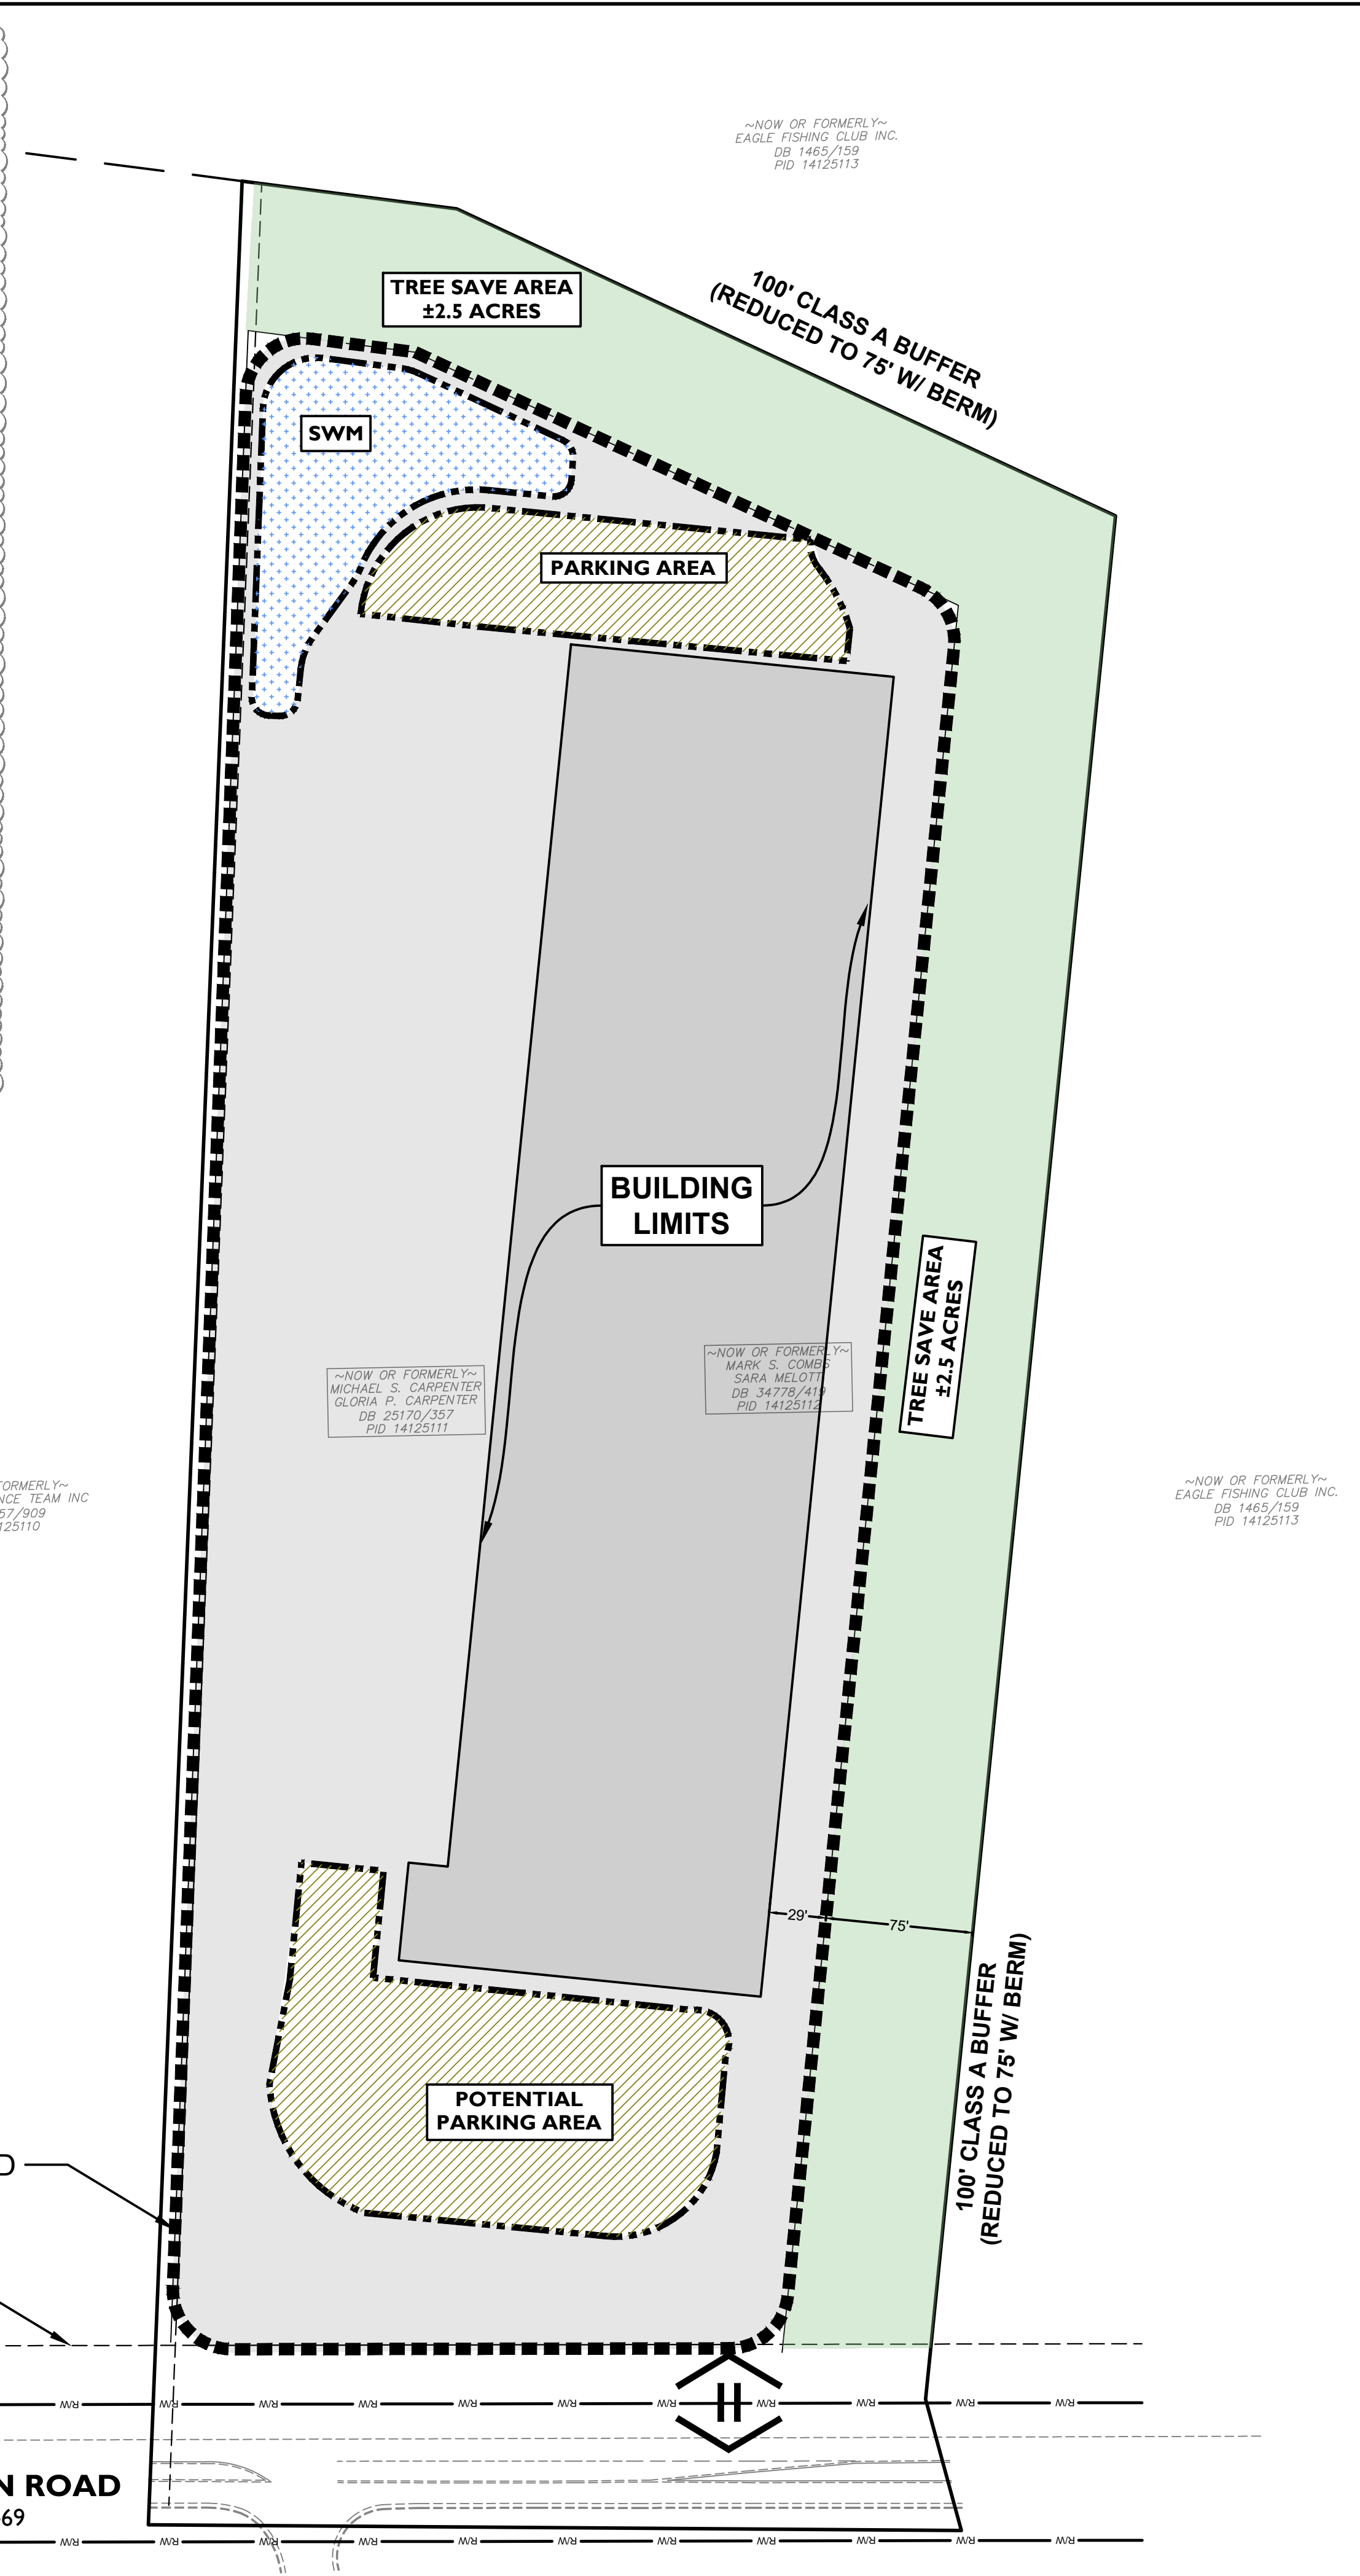 ~NOW OR FORMERLY~
EAGLE FISHING CLUB INC.
DB 1465/159
PID 14125113
TREE SAVE AREA
±2.5 ACRES
100' CLASS A BUFFER
(REDUCED TO 75' W/ BERM)
SWM
PARKING AREA
BUILDING
LIMITS
TREE SAVE AREA
±2.5 ACRES
~NOW OR FORMERLY~
MICHAEL S. CARPENTER
GLORIA P. CARPENTER
DB 25170/357
PID 14125111
~NOW OR FORMERLY~
MARK S. COMBS
SARA MELOTT
DB 34778/419
PID 14125112
FORMERLY~
NCE TEAM INC
57/909
125110
~NOW OR FORMERLY~
EAGLE FISHING CLUB INC.
DB 1465/159
PID 14125113
29'
75'
100' CLASS A BUFFER
(REDUCED TO 75' W/ BERM)
POTENTIAL
PARKING AREA
D
R/W R/W R/W R/W R/W R/W R/W R/W R/W R/W R/W
N ROAD
69
R/W R/W R/W R/W R/W R/W R/W R/W R/W R/W R/W